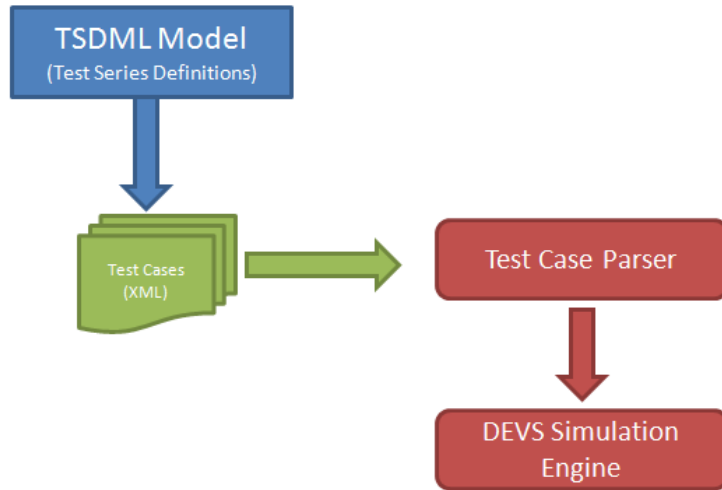 TSDML Model
(Test Series Definitions)
Test Cases
(XML)
Test Case Parser
DEVS Simulation
Engine